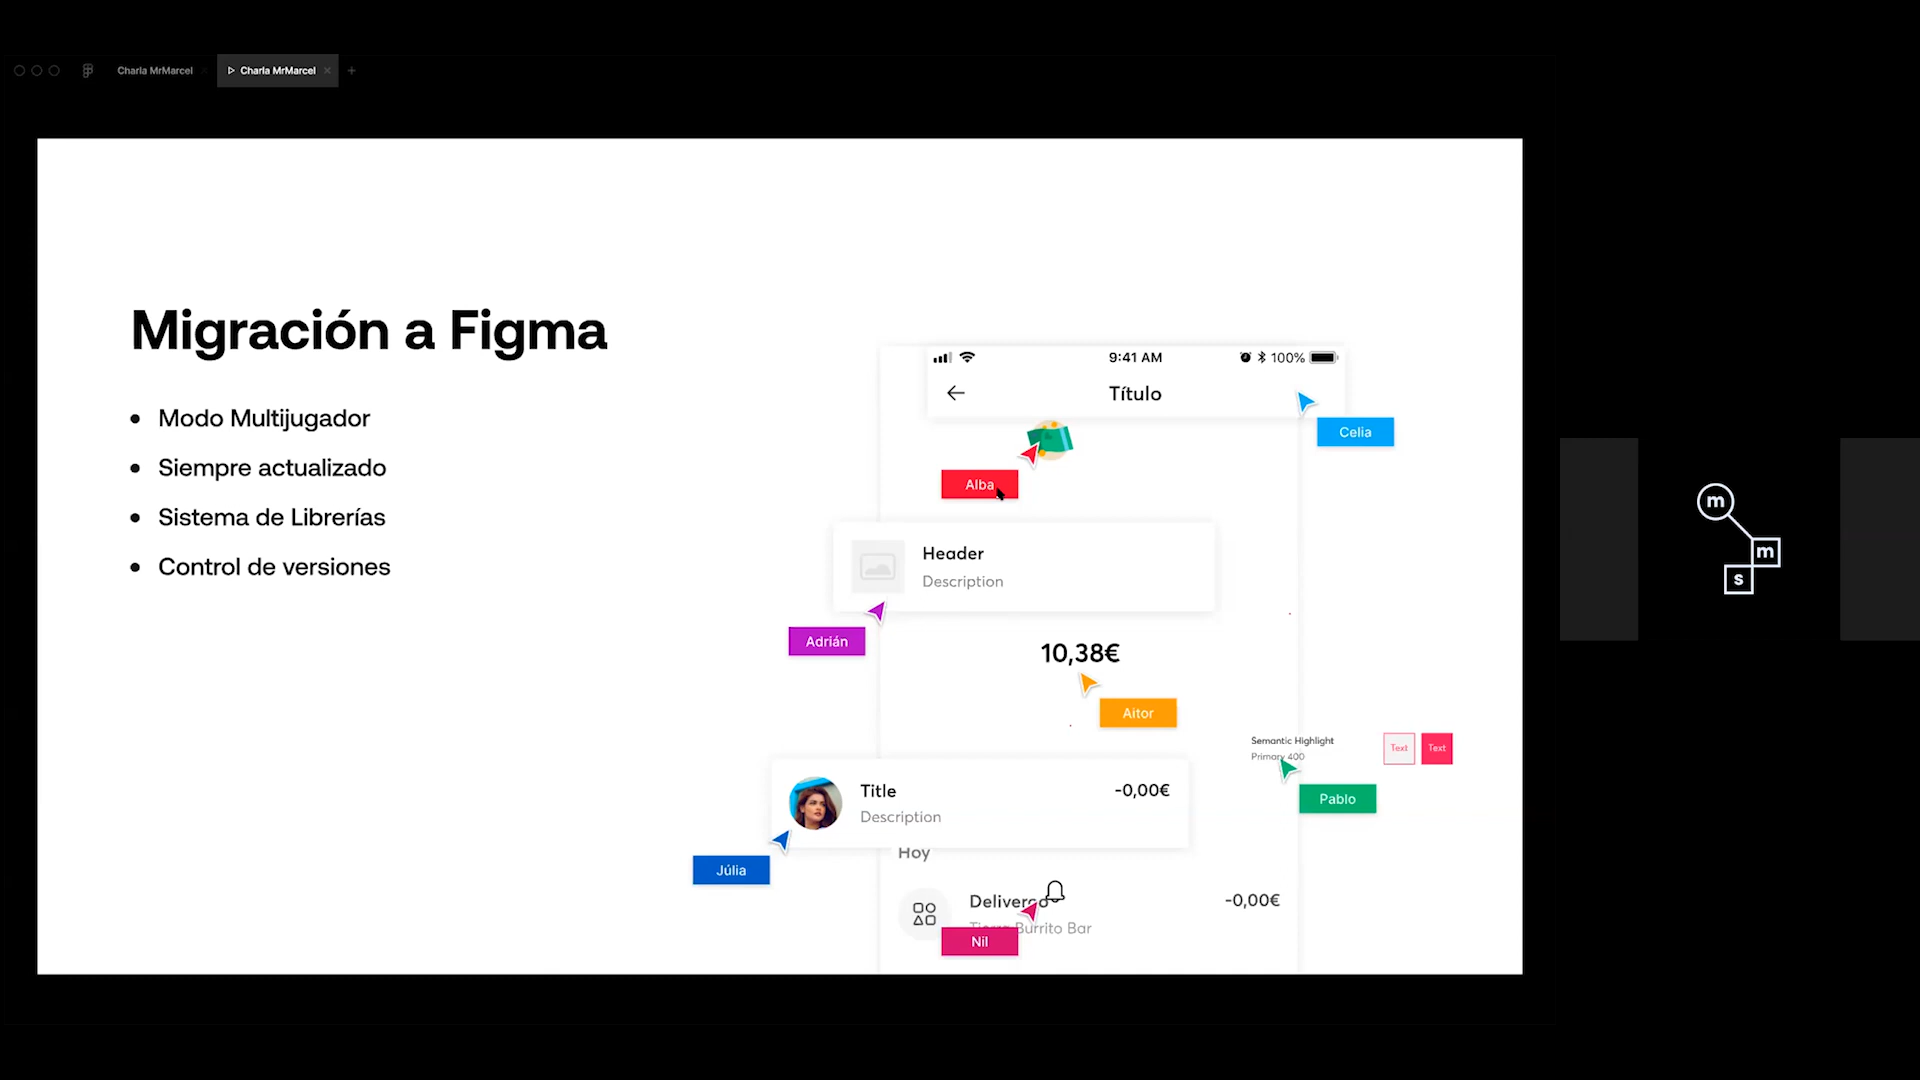 Charla MrMarcel
Charla MrMarcel
Migración a Figma
Modo Multijugador
Siempre actualizado
Sistema de Librerías
Control de versiones
9:41 AM
100%
Título
Celia
Alba
Header
Description
Adrián
10,38€
Aitor
Semantic Highlight
Primary 400
Text
Text
Pablo
Title
-0,00€
Description
Júlia
Hoy
-0,00€
Burrito Bar
Nil
m
m
s